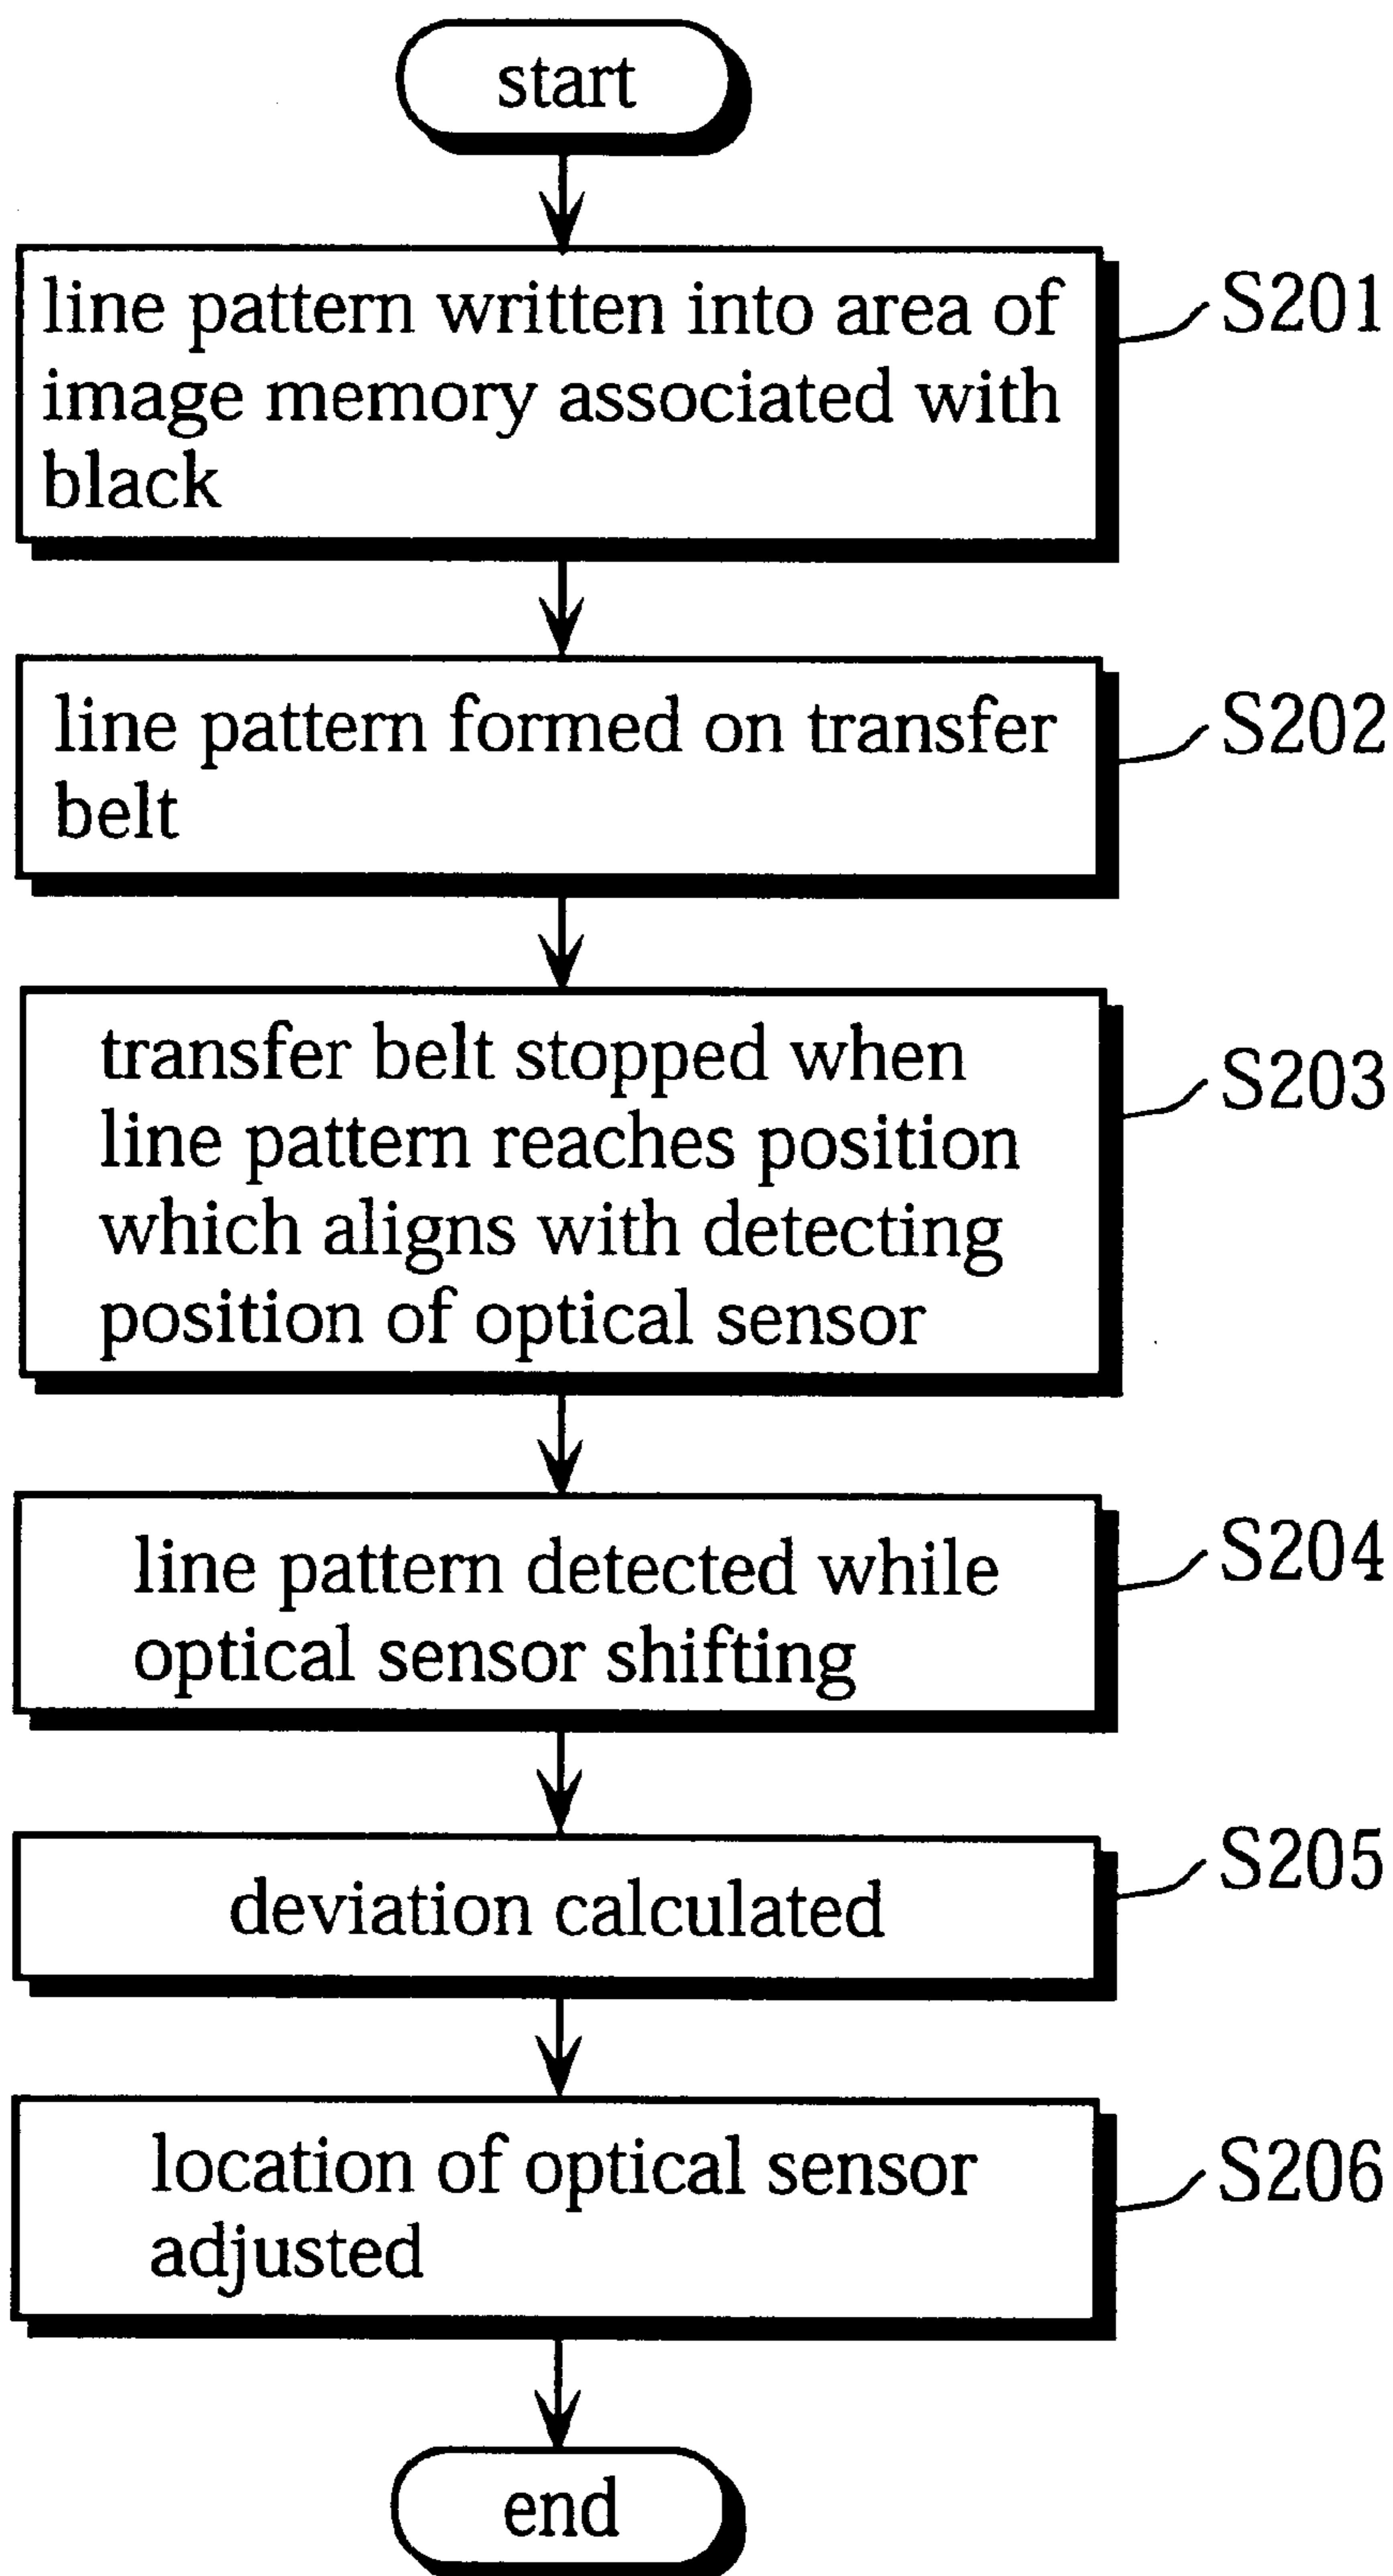 start
line pattern written into area of
image memory associated with
black
S201
line pattern formed on transfer
belt
S202
transfer belt stopped when
line pattern reaches position
which aligns with detecting
position of optical sensor
S203
line pattern detected while
optical sensor shifting
S204
deviation calculated
S205
location of optical sensor
adjusted
S206
end